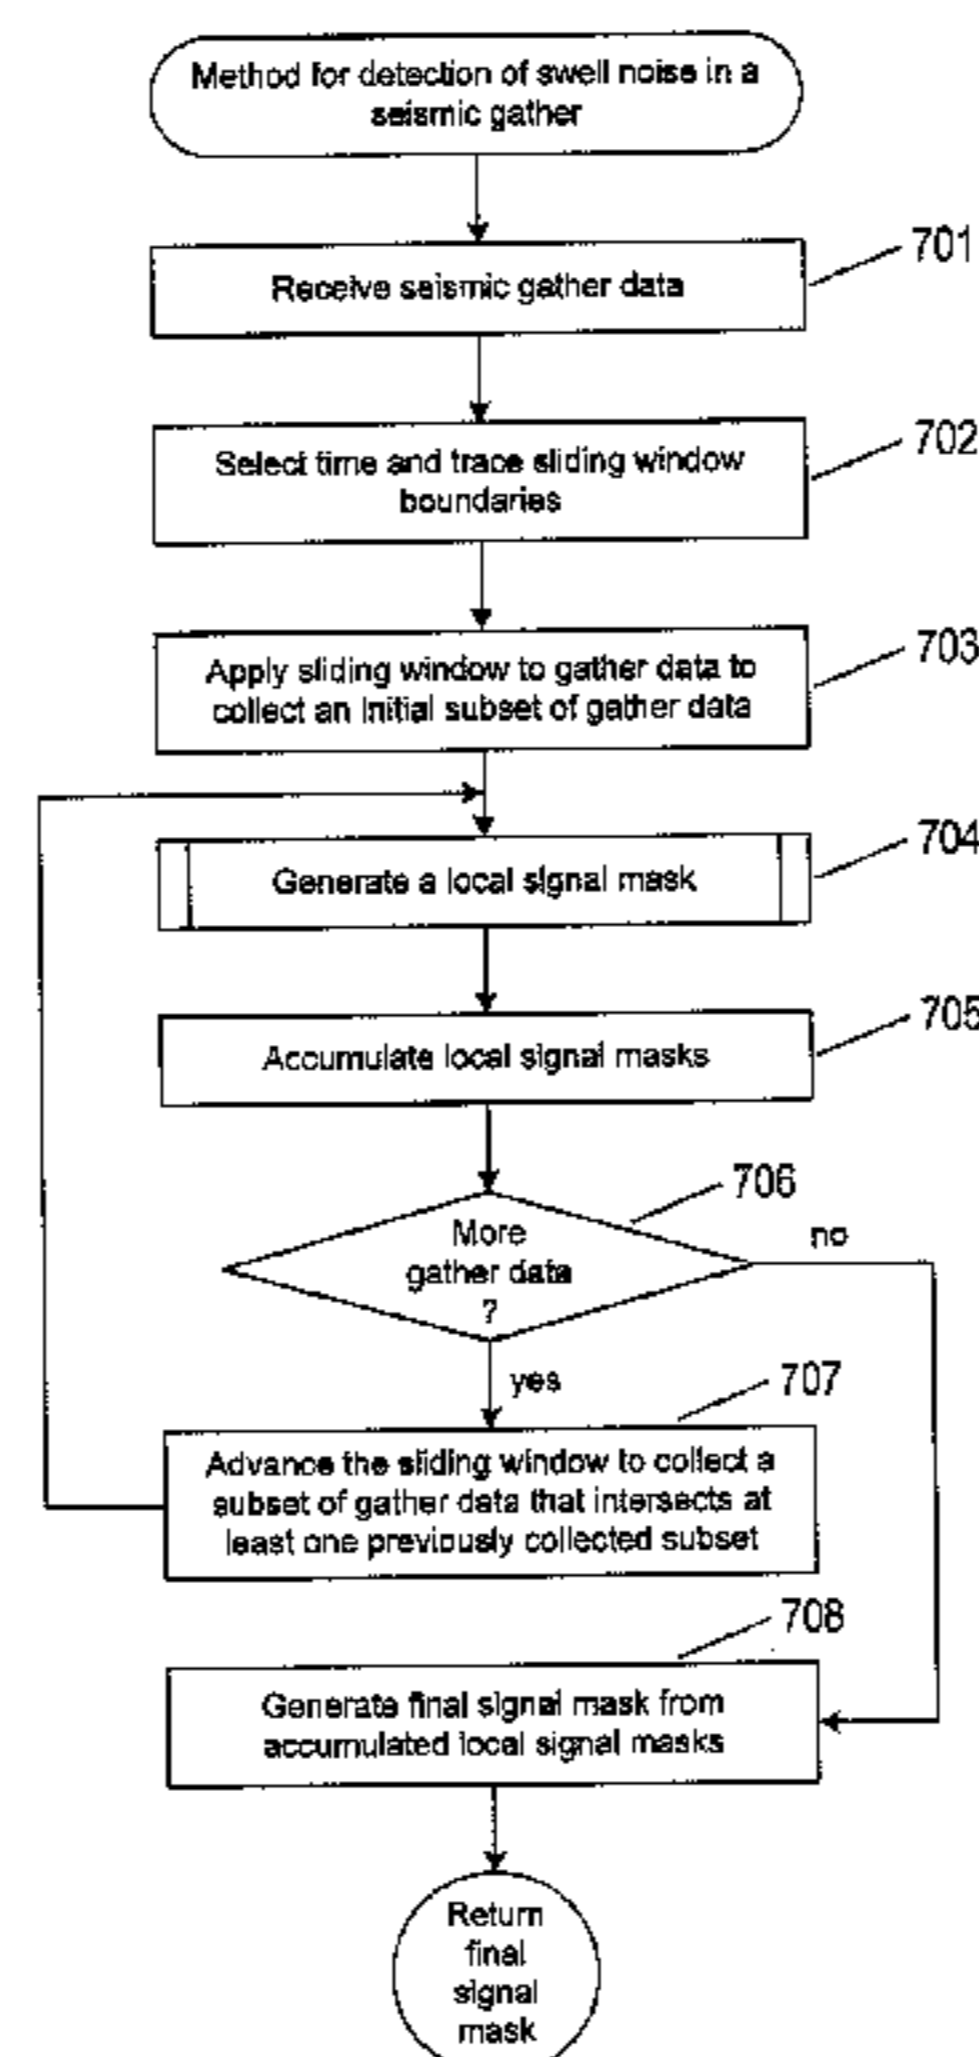 Method for detection of swell noise in a
seismic gather
701
Receive seismic gather data
702
Select time and trace sliding window
boundaries
703
Apply sliding window to gather data to
collect an initial subset of gather data
704
Generate a local signal mask
705
Accumulate local signal masks
706
More
gather data
?
no
yes
707
Advance the sliding window to collect a
subset of gather data that intersects at
least one previously collected subset
708
Generate final signal mask from
accumulated local signal masks
Return
final
signal
mask